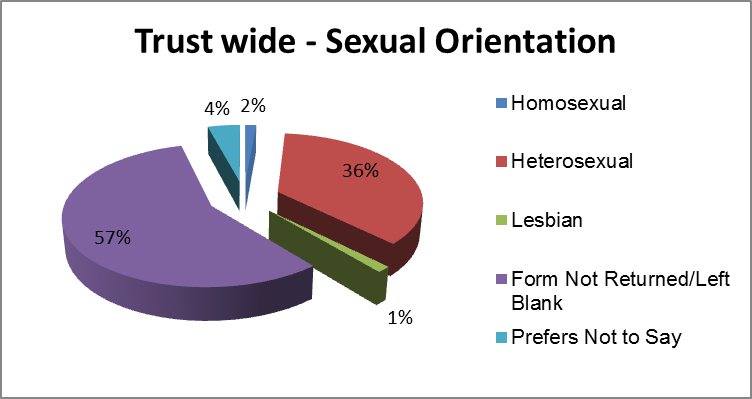 Trust wide - Sexual Orientation
4%
2%
36%
57%
1%
Homosexual
Heterosexual
Lesbian
Form Not Returned/Left
Blank
Prefers Not to Say